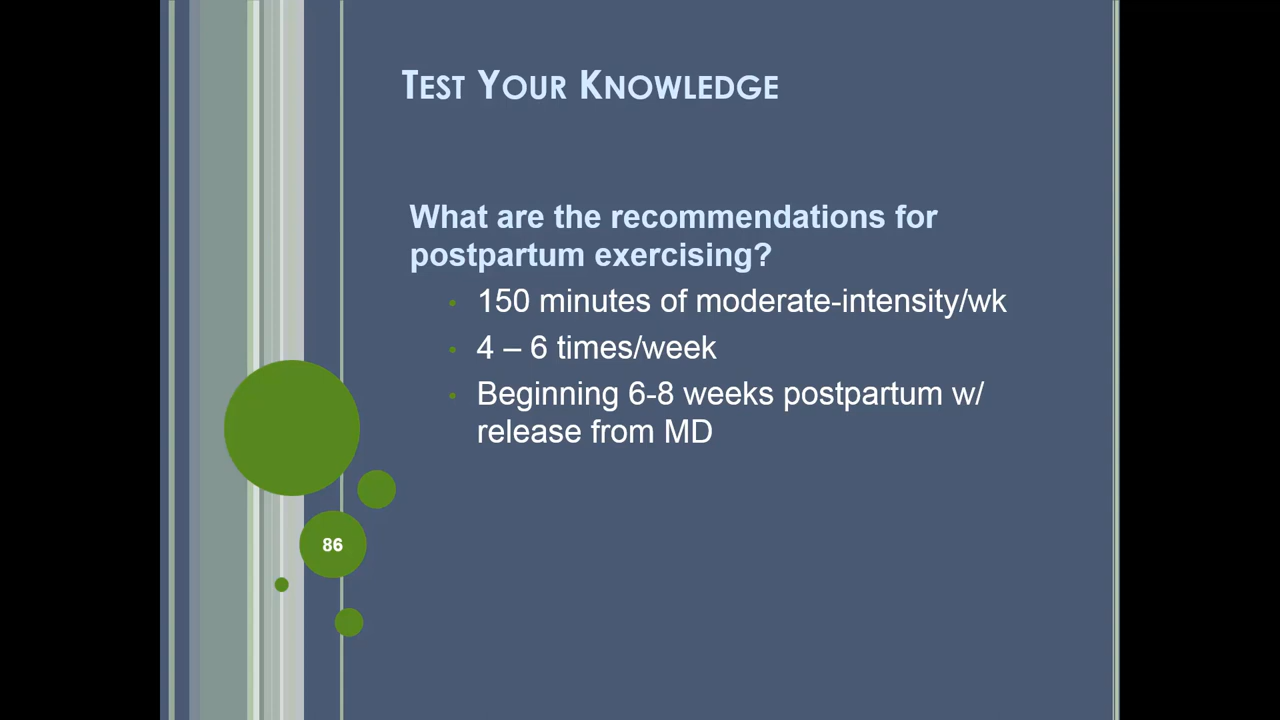 Test Your Knowledge
What are the recommendations for
postpartum exercising?
• 150 minutes of moderate-intensity/wk
• 4 – 6 times/week
• Beginning 6-8 weeks postpartum w/
release from MD
86